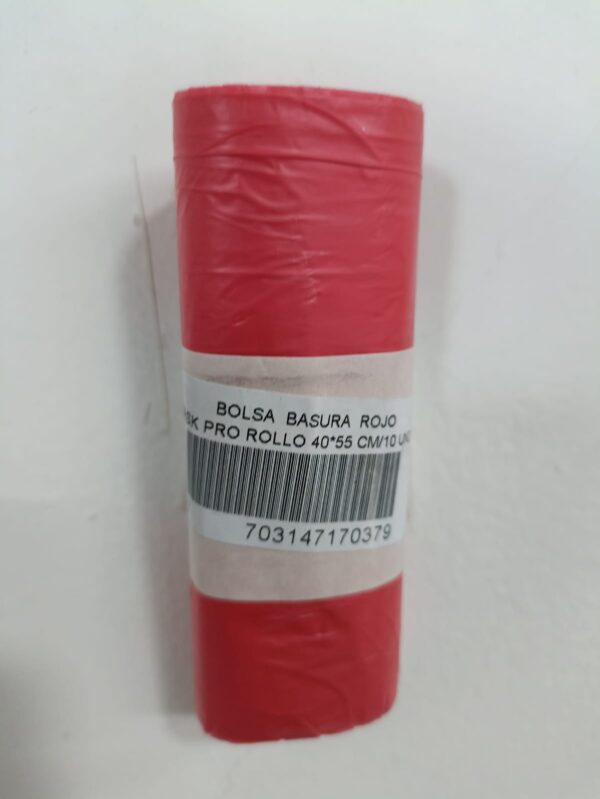 BOLSA BASURA ROJO
PRO ROLLO 40*55 CM/10
703147170379